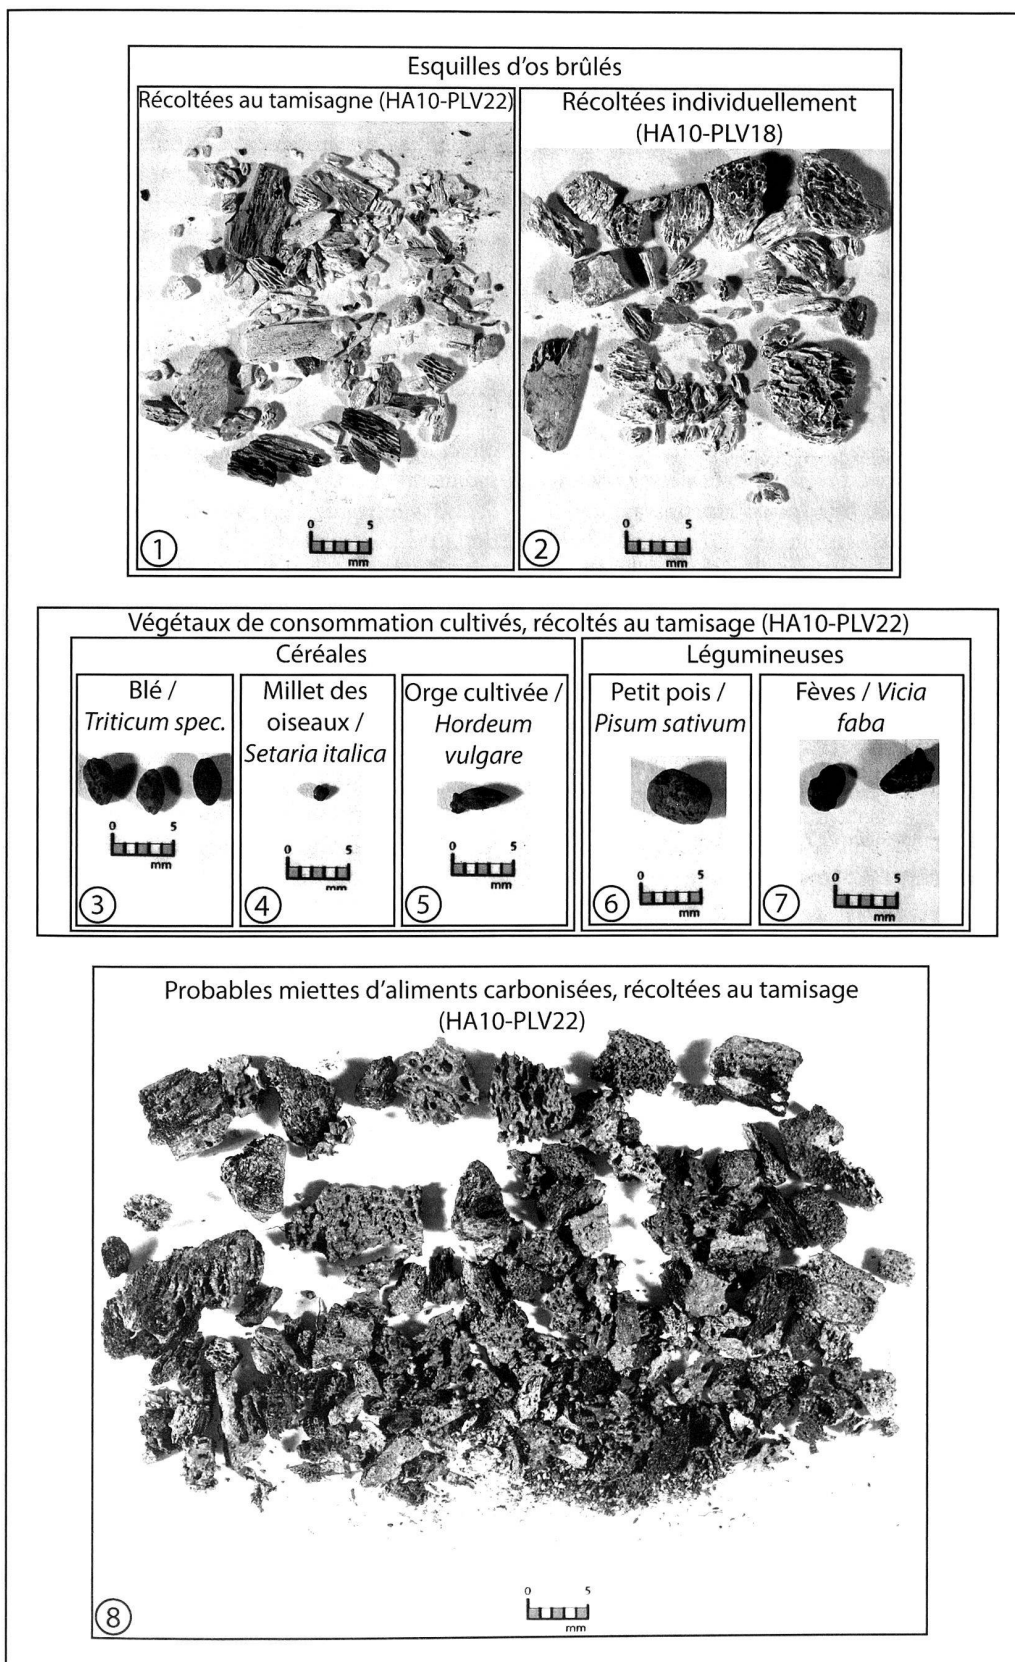 Esquilles d'os brûlés
Récoltées au tamisagne (HA10-PLV22)
0 5
mm
1
Récoltées individuellement
(HA10-PLV18)
0 5
mm
2
Végétaux de consommation cultivés, récoltés au tamisage (HA10-PLV22)
Céréales
Blé /
Triticum spec.
0 5
mm
3
Millet des
oiseaux /
Setaria italica
0 5
mm
4
Orge cultivée /
Hordeum
vulgare
0 5
mm
5
Légumineuses
Petit pois /
Pisum sativum
0 5
mm
6
Fèves / Vicia
faba
0 5
mm
7
Probables miettes d'aliments carbonisées, récoltées au tamisage
(HA10-PLV22)
0 5
mm
8